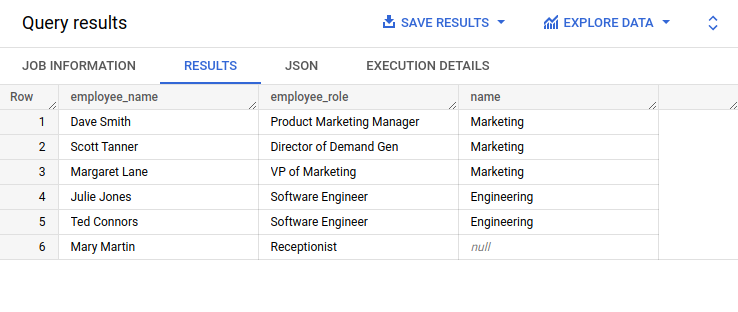 Query results SAVE RESULTS EXPLORE DATA
JOB INFORMATION RESULTS JSON EXECUTION DETAILS
Row employee_name employee_role name
1 Dave Smith Product Marketing Manager Marketing
2 Scott Tanner Director of Demand Gen Marketing
3 Margaret Lane VP of Marketing Marketing
4 Julie Jones Software Engineer Engineering
5 Ted Connors Software Engineer Engineering
6 Mary Martin Receptionist null